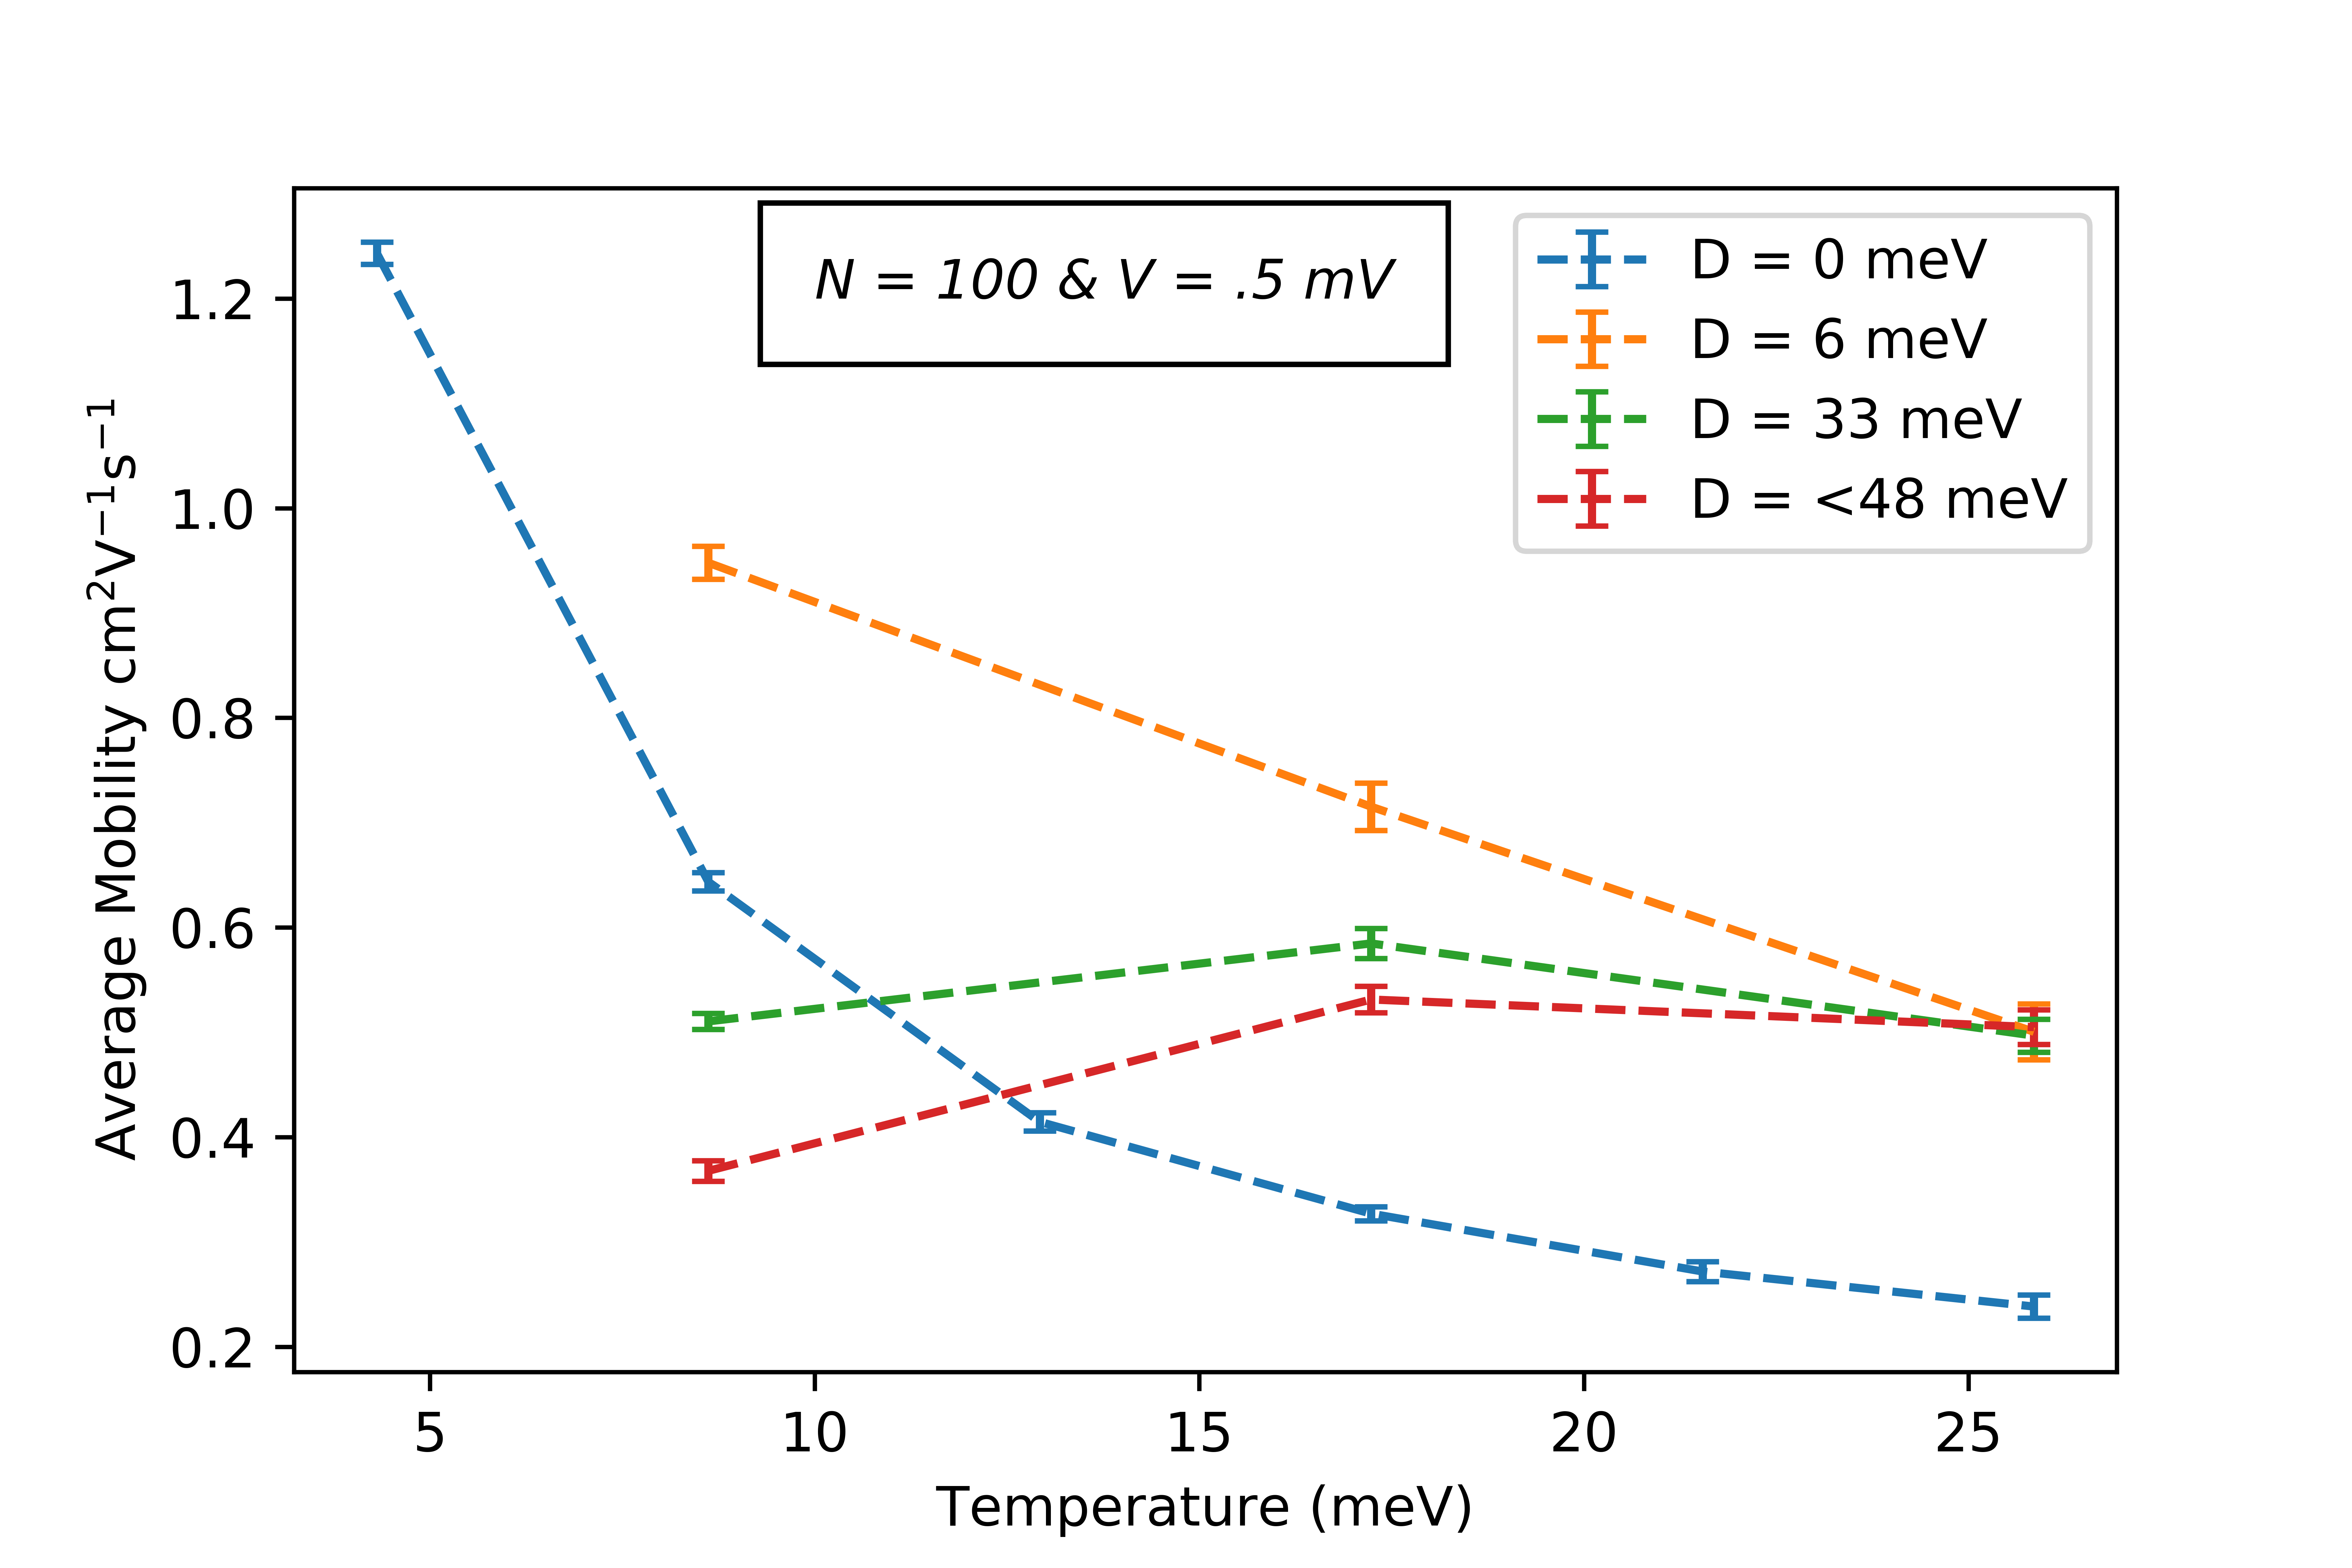 N = 100 & V = .5 mV
D = 0 meV
D = 6 meV
D = 33 meV
D = <48 meV
Average Mobility cm²V⁻¹s⁻¹
1.2
1.0
0.8
0.6
0.4
0.2
5 10 15 20 25
Temperature (meV)